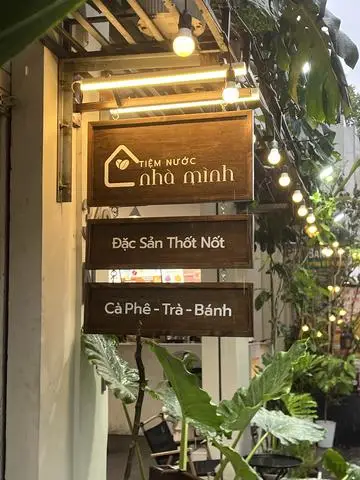 TIỆM NƯỚC
nhà mình
Đặc Sản Thốt Nốt
Cà Phê - Trà - Bánh